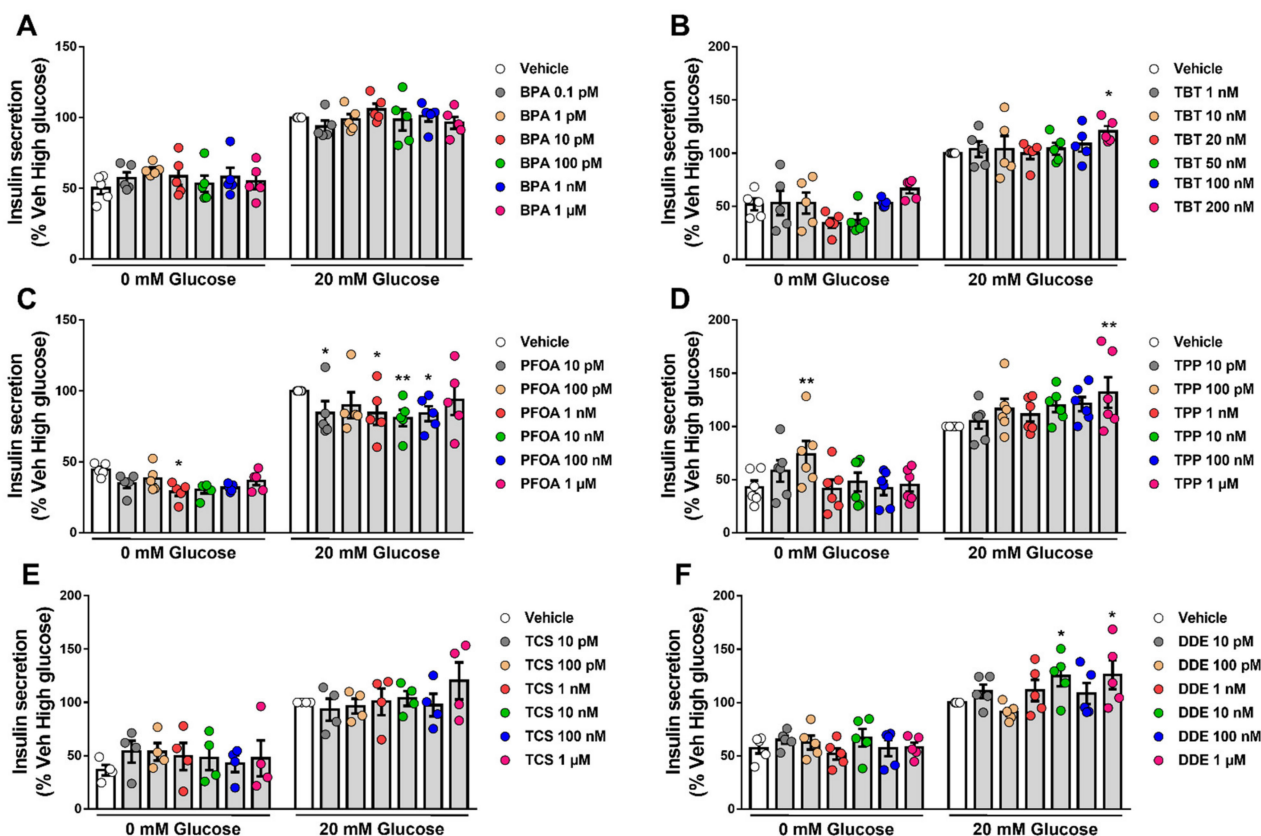 A
Insulin secretion
(% Veh High glucose)
150
100
50
0
* 
0 mM Glucose
20 mM Glucose
Vehicle
BPA 0.1 pM
BPA 1 pM
BPA 10 pM
BPA 100 pM
BPA 1 nM
BPA 1 µM
B
Insulin secretion
(% Veh High glucose)
200
150
100
50
0
*
0 mM Glucose
20 mM Glucose
Vehicle
TBT 1 nM
TBT 10 nM
TBT 20 nM
TBT 50 nM
TBT 100 nM
TBT 200 nM
C
Insulin secretion
(% Veh High glucose)
150
100
50
0
*
* * ** *
0 mM Glucose
20 mM Glucose
Vehicle
PFOA 10 pM
PFOA 100 pM
PFOA 1 nM
PFOA 10 nM
PFOA 100 nM
PFOA 1 µM
D
Insulin secretion
(% Veh High glucose)
200
150
100
50
0
**
**
0 mM Glucose
20 mM Glucose
Vehicle
TPP 10 pM
TPP 100 pM
TPP 1 nM
TPP 10 nM
TPP 100 nM
TPP 1 µM
E
Insulin secretion
(% Veh High glucose)
200
150
100
50
0
0 mM Glucose
20 mM Glucose
Vehicle
TCS 10 pM
TCS 100 pM
TCS 1 nM
TCS 10 nM
TCS 100 nM
TCS 1 µM
F
Insulin secretion
(% Veh High glucose)
200
150
100
50
0
* *
0 mM Glucose
20 mM Glucose
Vehicle
DDE 10 pM
DDE 100 pM
DDE 1 nM
DDE 10 nM
DDE 100 nM
DDE 1 µM